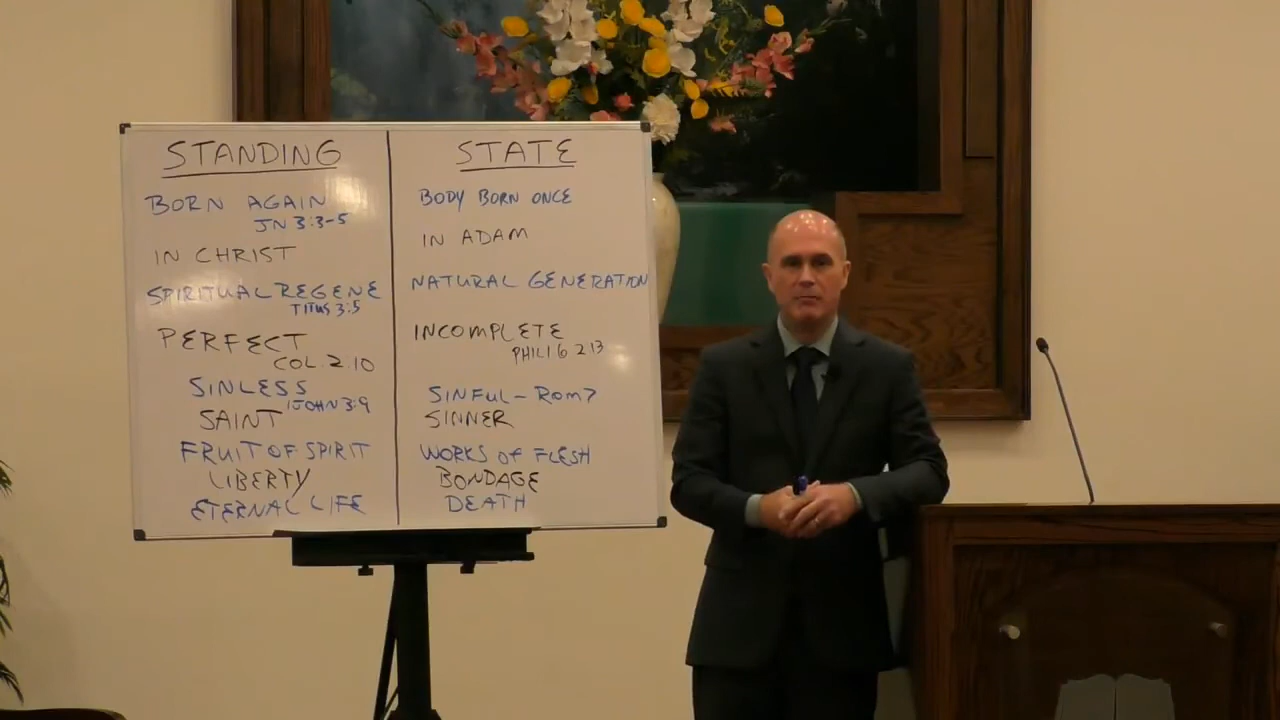 STANDING
BORN AGAIN
JN 3:3-5
IN CHRIST
SPIRITUAL REGENE
TITUS 3:5
PERFECT
COL. 2:10
SINLESS
1JOHN 3:9
SAINT
FRUIT OF SPIRIT
LIBERTY
ETERNAL LIFE
STATE
BODY BORN ONCE
IN ADAM
NATURAL GENERATION
INCOMPLETE
PHIL 1:6 2:13
SINFUL - ROM 7
SINNER
WORKS OF FLESH
BONDAGE
DEATH